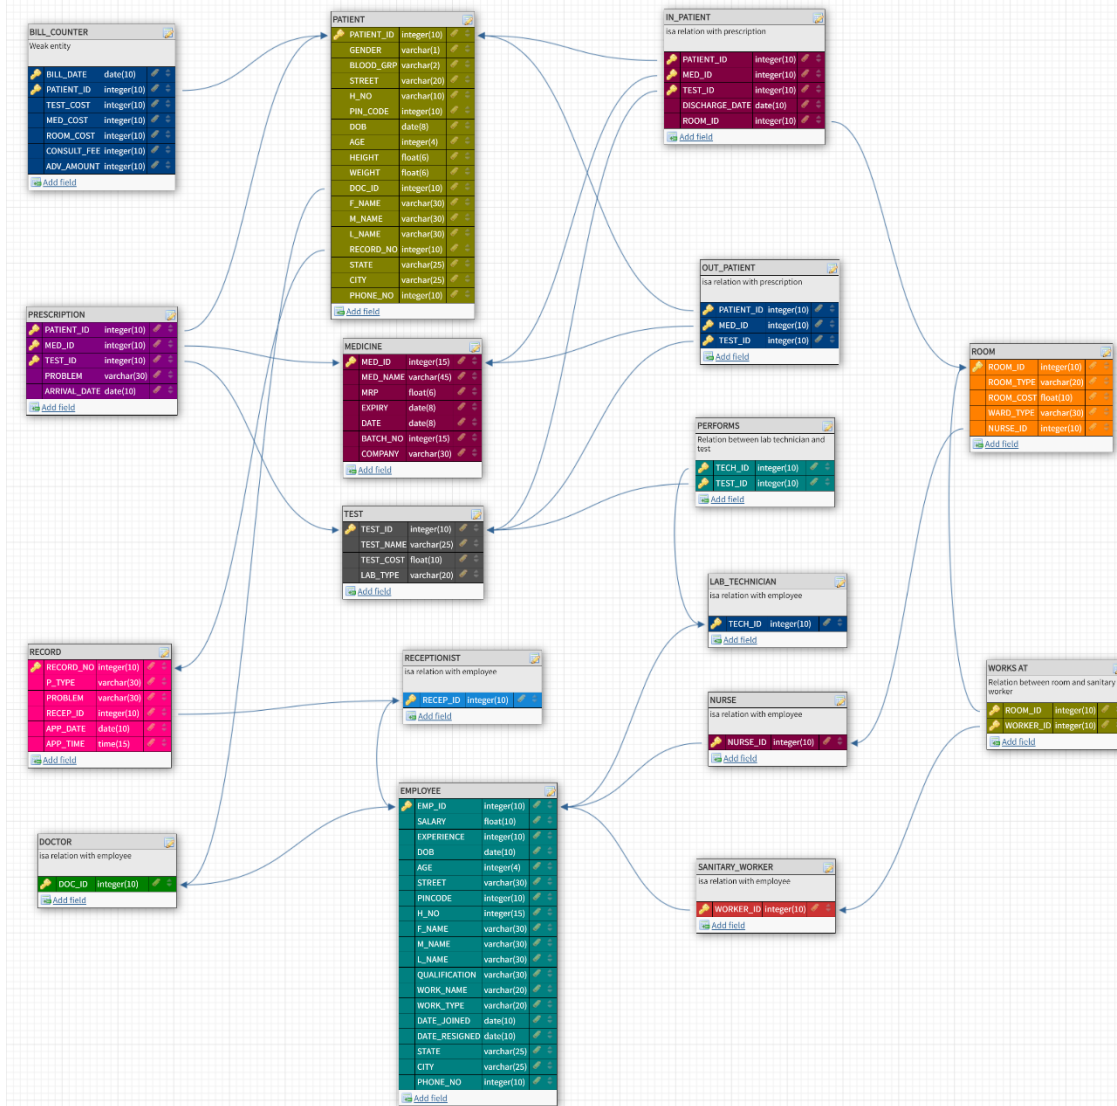 BILL_COUNTER
Weak entity
BILL_DATE date(10)
PATIENT_ID integer(10)
TEST_COST integer(10)
MED_COST integer(10)
ROOM_COST integer(10)
CONSULT_FEE integer(10)
ADV_AMOUNT integer(10)
Add field
PATIENT
PATIENT_ID integer(10)
GENDER varchar(1)
BLOOD_GRP varchar(2)
STREET varchar(20)
H_NO varchar(10)
PIN_CODE integer(10)
DOB date(8)
AGE integer(4)
HEIGHT float(6)
WEIGHT float(6)
DOC_ID integer(10)
F_NAME varchar(30)
M_NAME varchar(30)
L_NAME varchar(30)
RECORD_NO integer(10)
STATE varchar(25)
CITY varchar(25)
PHONE_NO integer(10)
Add field
IN_PATIENT
isa relation with prescription
PATIENT_ID integer(10)
MED_ID integer(10)
TEST_ID integer(10)
DISCHARGE_DATE date(10)
ROOM_ID integer(10)
Add field
OUT_PATIENT
isa relation with prescription
PATIENT_ID integer(10)
MED_ID integer(10)
TEST_ID integer(10)
Add field
PRESCRIPTION
PATIENT_ID integer(10)
MED_ID integer(10)
TEST_ID integer(10)
PROBLEM varchar(30)
ARRIVAL_DATE date(10)
Add field
MEDICINE
MED_ID integer(15)
MED_NAME varchar(45)
MRP float(6)
EXPIRY date(8)
DATE date(8)
BATCH_NO integer(15)
COMPANY varchar(30)
Add field
ROOM
ROOM_ID integer(10)
ROOM_TYPE varchar(20)
ROOM_COST float(10)
WARD_TYPE varchar(30)
NURSE_ID integer(10)
Add field
PERFORMS
Relation between lab technician and
test
TECH_ID integer(10)
TEST_ID integer(10)
Add field
TEST
TEST_ID integer(10)
TEST_NAME varchar(25)
TEST_COST float(10)
LAB_TYPE varchar(20)
Add field
LAB_TECHNICIAN
isa relation with employee
TECH_ID integer(10)
Add field
RECORD
RECORD_NO integer(10)
P_TYPE varchar(30)
PROBLEM varchar(30)
RECEP_ID integer(10)
APP_DATE date(10)
APP_TIME time(15)
Add field
RECEPTIONIST
isa relation with employee
RECEP_ID integer(10)
Add field
NURSE
isa relation with employee
NURSE_ID integer(10)
Add field
WORKS AT
Relation between room and sanitary
worker
ROOM_ID integer(10)
WORKER_ID integer(10)
Add field
EMPLOYEE
EMP_ID integer(10)
SALARY float(10)
EXPERIENCE integer(10)
DOB date(10)
AGE integer(4)
STREET varchar(30)
PINCODE integer(10)
H_NO integer(15)
F_NAME varchar(30)
M_NAME varchar(30)
L_NAME varchar(30)
QUALIFICATION varchar(30)
WORK_NAME varchar(20)
WORK_TYPE varchar(20)
DATE_JOINED date(10)
DATE_RESIGNED date(10)
STATE varchar(25)
CITY varchar(25)
PHONE_NO integer(10)
Add field
DOCTOR
isa relation with employee
DOC_ID integer(10)
Add field
SANITARY_WORKER
isa relation with employee
WORKER_ID integer(10)
Add field